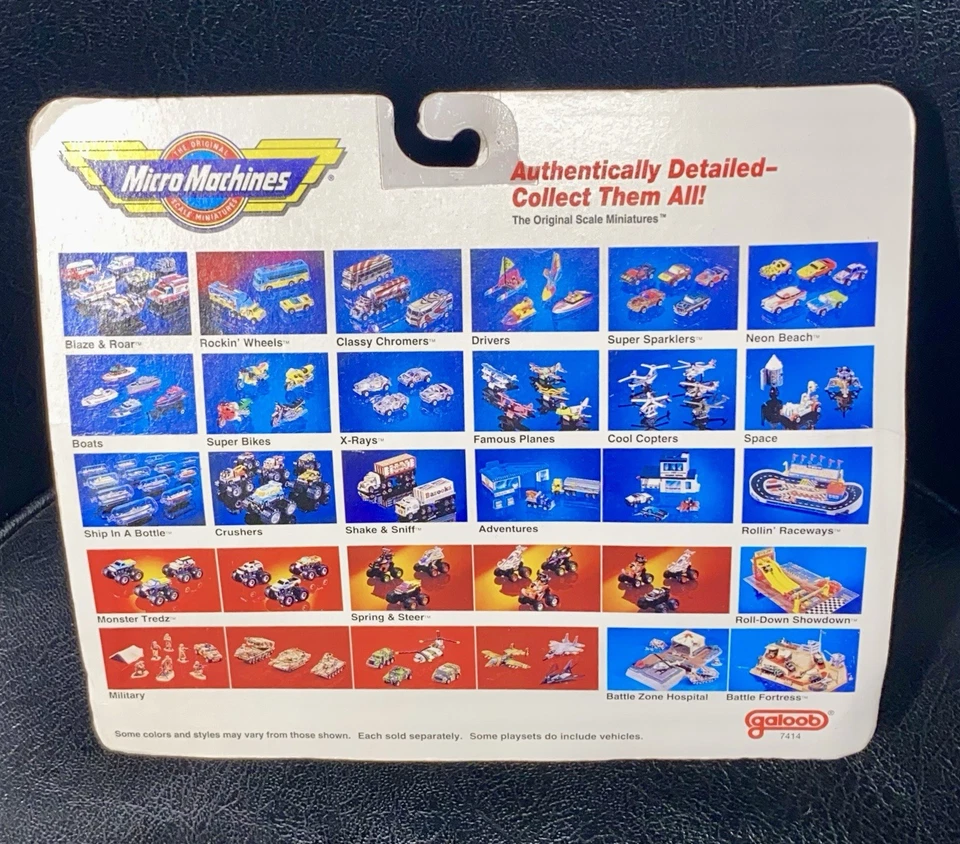 THE ORIGINAL
Micro Machines®
SCALE MINIATURES
Authentically Detailed–
Collect Them All!
The Original Scale Miniatures™
Blaze & Roar™ Rockin' Wheels™ Classy Chromers™ Drivers Super Sparklers™ Neon Beach™
Boats Super Bikes X-Rays™ Famous Planes Cool Copters Space
Ship In A Bottle™ Crushers Shake & Sniff™ Adventures Rollin' Raceways™
Monster Tredz™ Spring & Steer™ Roll-Down Showdown™
Military Battle Zone Hospital Battle Fortress™
Some colors and styles may vary from those shown. Each sold separately. Some playsets do include vehicles.
galoob®
7414